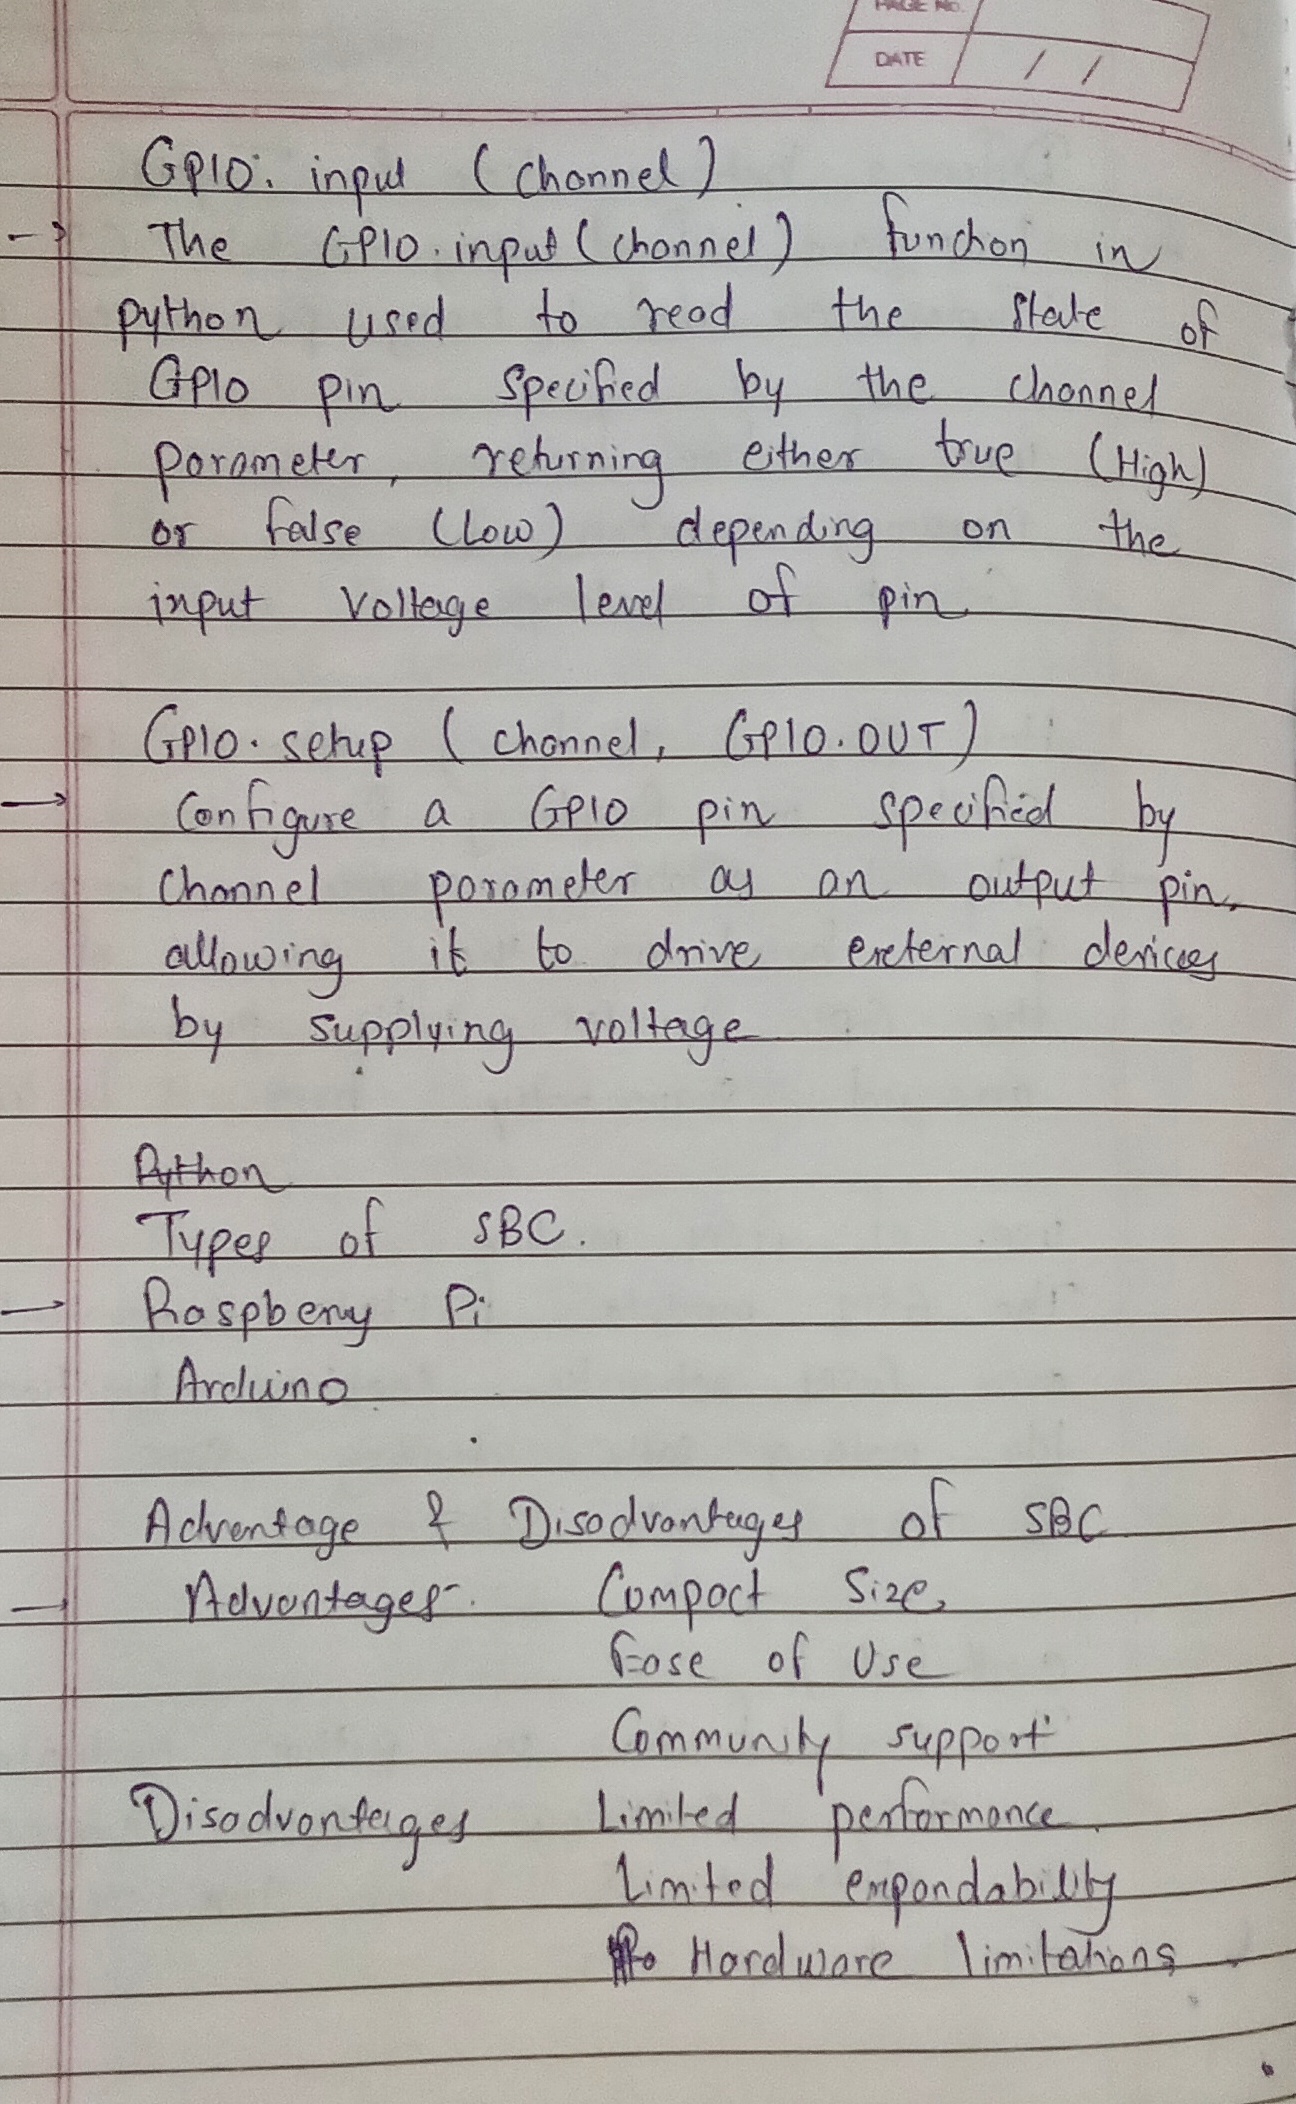 PAGE No.
DATE / /
GPIO. input (channel)
→ The GPIO.input (channel) function in
python used to read the state of
GPIO pin specified by the channel
parameter, returning either true (High)
or false (Low) depending on the
input voltage level of pin
GPIO.setup (channel, GPIO.OUT)
→ Configure a GPIO pin specified by
channel parameter as an output pin,
allowing it to drive external devices
by supplying voltage
Python
Types of SBC.
→ Raspberry Pi
Arduino
Advantage & Disadvantages of SBC
→ Advantages- Compact Size,
Ease of Use
Community support
Disadvantages Limited performance.
Limited expandability
Hardware limitations